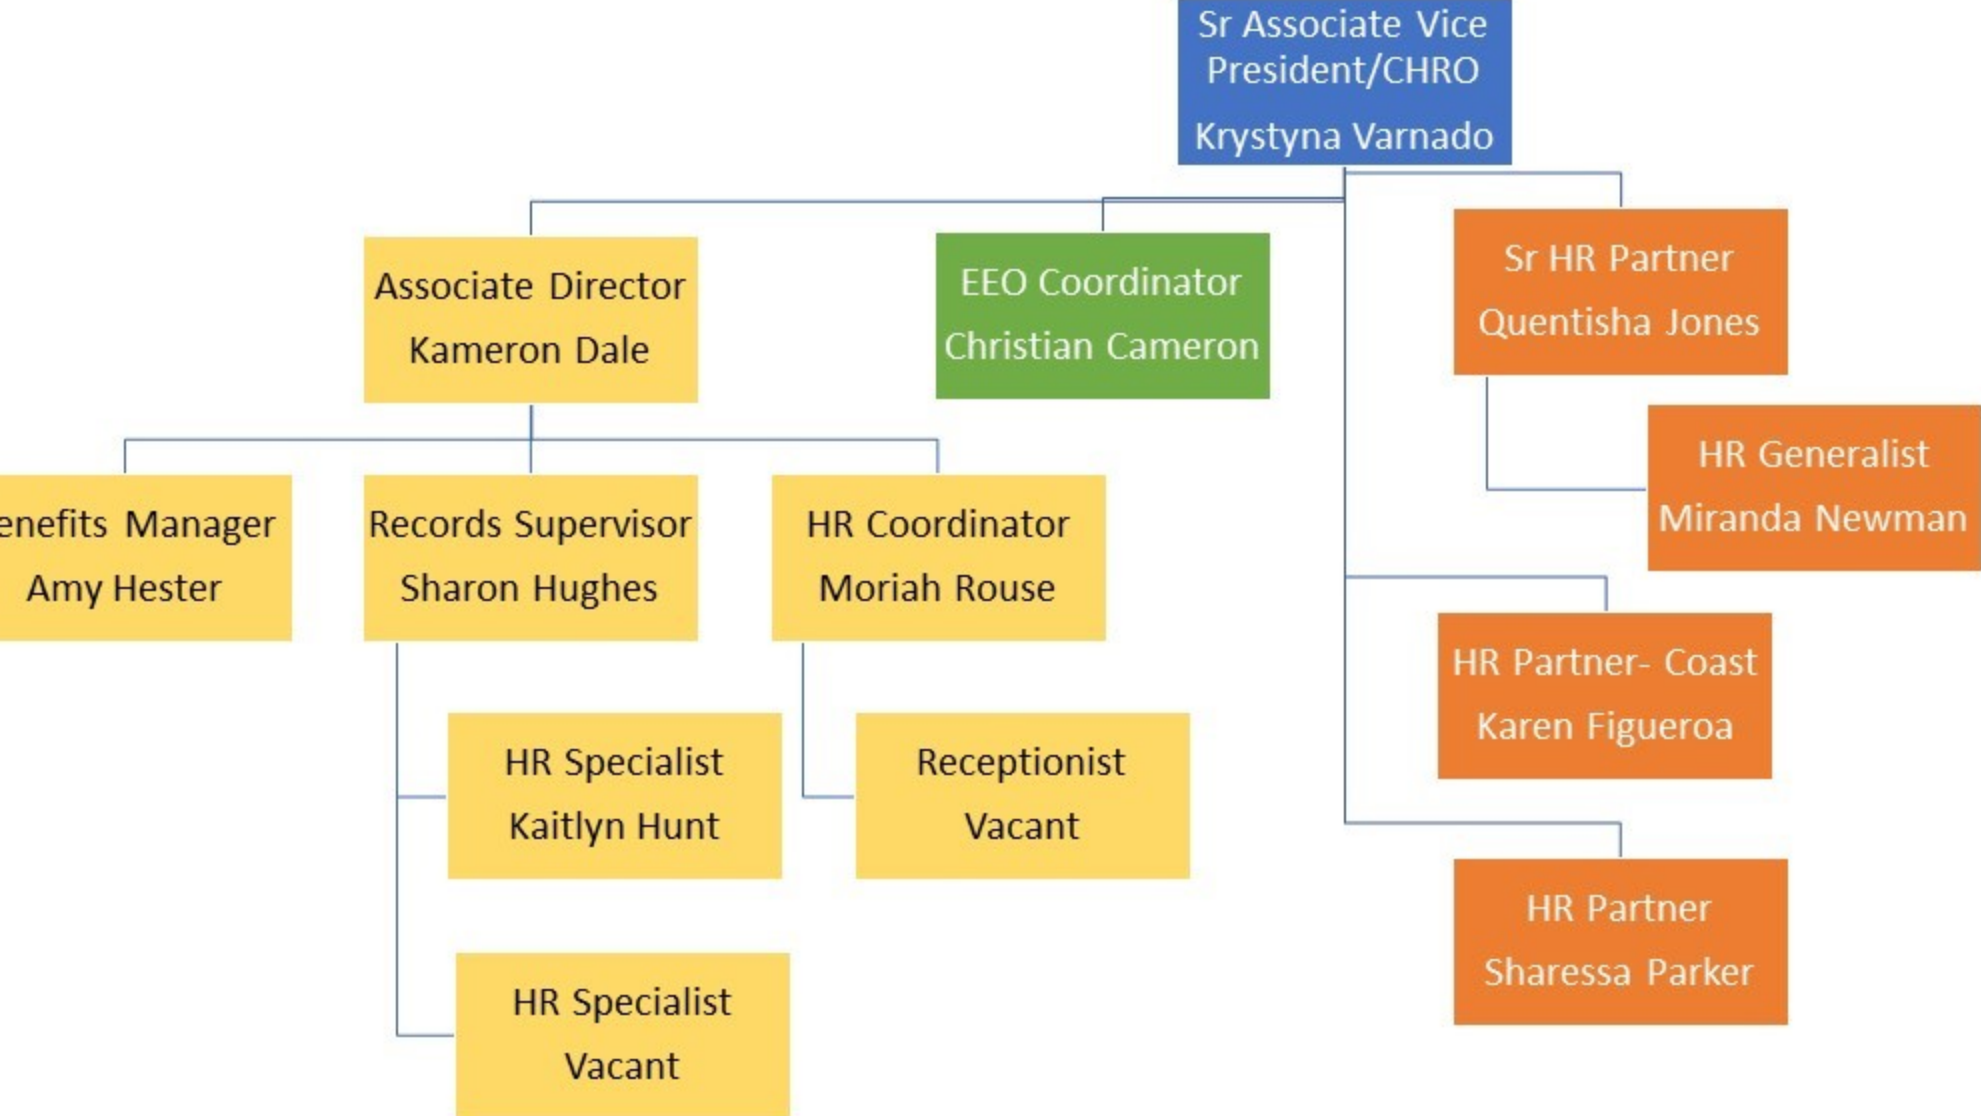 Sr Associate Vice
President/CHRO
Krystyna Varnado
Associate Director
Kameron Dale
EEO Coordinator
Christian Cameron
Sr HR Partner
Quentisha Jones
HR Generalist
Miranda Newman
enefits Manager
Amy Hester
Records Supervisor
Sharon Hughes
HR Coordinator
Moriah Rouse
HR Partner- Coast
Karen Figueroa
HR Specialist
Kaitlyn Hunt
Receptionist
Vacant
HR Partner
Sharessa Parker
HR Specialist
Vacant